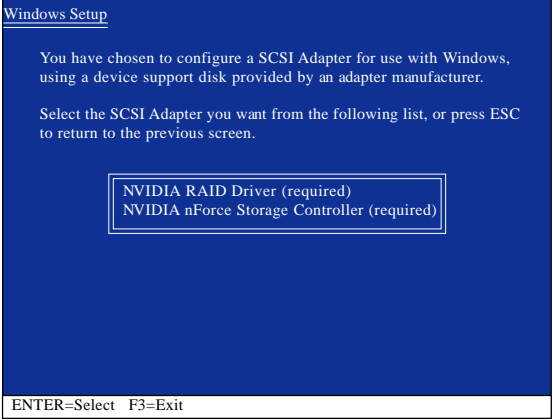 Windows Setup
You have chosen to configure a SCSI Adapter for use with Windows,
using a device support disk provided by an adapter manufacturer.
Select the SCSI Adapter you want from the following list, or press ESC
to return to the previous screen.
NVIDIA RAID Driver (required)
NVIDIA nForce Storage Controller (required)
ENTER=Select F3=Exit